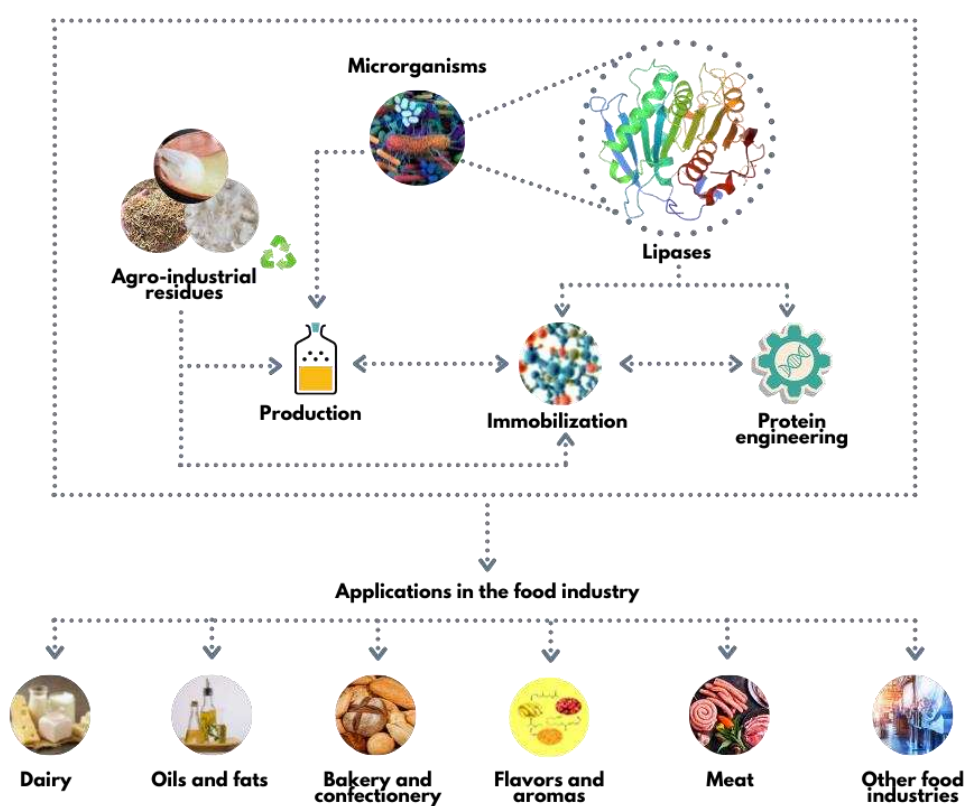 Microrganisms
Lipases
Agro-industrial
residues
Production
Immobilization
Protein
engineering
Applications in the food industry
Dairy
Oils and fats
Bakery and
confectionery
Flavors and
aromas
Meat
Other food
industries